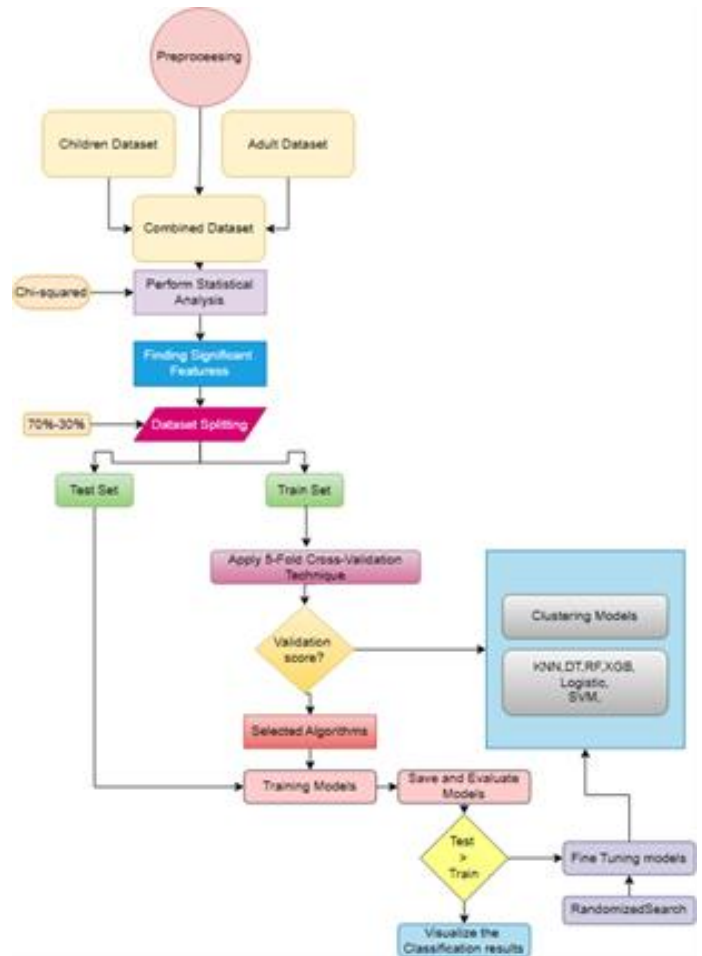 Preproceesing
Children Dataset
Adult Dataset
Combined Dataset
Chi-squared
Perform Statistical
Analysis
Finding Significant
Featuress
70%-30%
Dataset Splitting
Test Set
Train Set
Apply 5-Fold Cross-Validation
Technique
Clustering Models
Validation
score?
KNN,DT,RF,XGB,
Logistic,
SVM,
Selected Algorithms
Training Models
Save and Evaluate
Models
Test
>
Train
Fine Tuning models
RandomizedSearch
Visualize the
Classification results